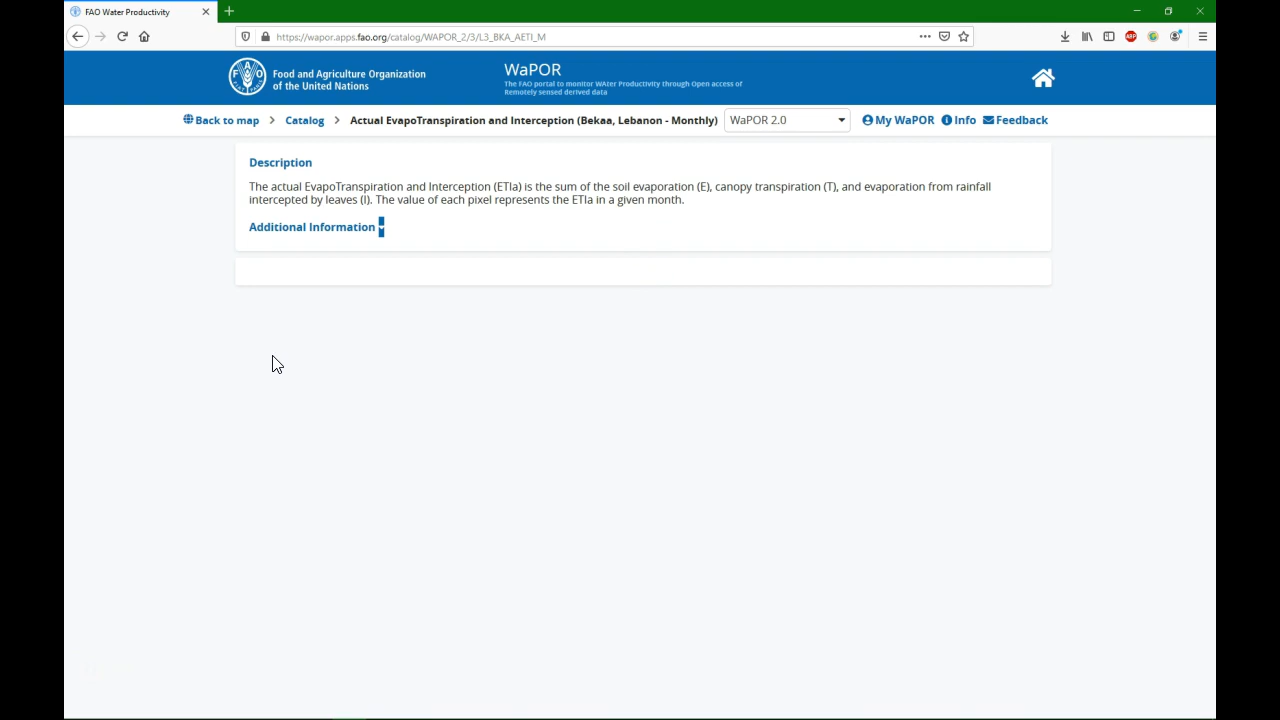 FAO Water Productivity
https://wapor.apps.fao.org/catalog/WAPOR_2/3/L3_BKA_AETI_M
ABP
Food and Agriculture Organization
of the United Nations
WaPOR
The FAO portal to monitor WAter Productivity through Open access of
Remotely sensed derived data
Back to map > Catalog > Actual EvapoTranspiration and Interception (Bekaa, Lebanon - Monthly) WaPOR 2.0 My WaPOR Info Feedback
Description
The actual EvapoTranspiration and Interception (ETIa) is the sum of the soil evaporation (E), canopy transpiration (T), and evaporation from rainfall
intercepted by leaves (I). The value of each pixel represents the ETIa in a given month.
Additional Information